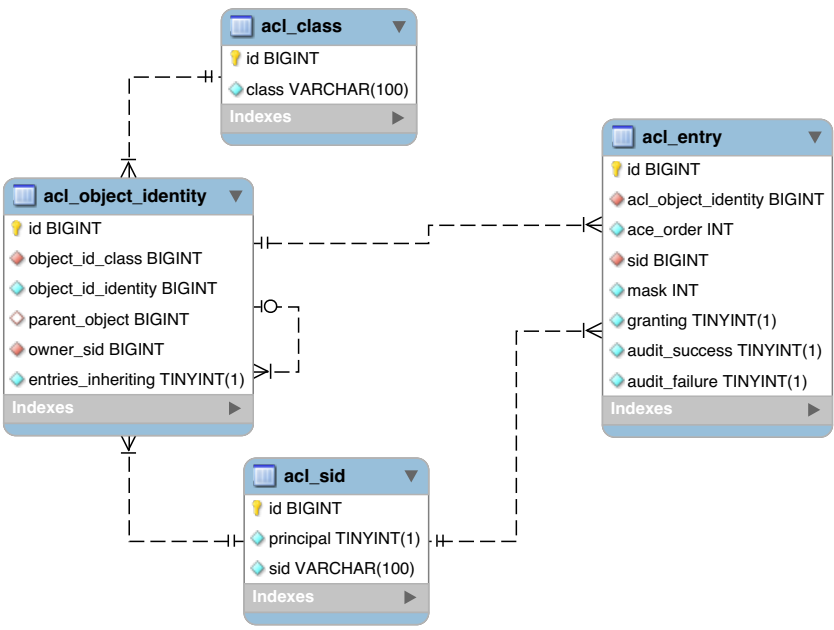 acl_class
id BIGINT
class VARCHAR(100)
Indexes
acl_object_identity
id BIGINT
object_id_class BIGINT
object_id_identity BIGINT
parent_object BIGINT
owner_sid BIGINT
entries_inheriting TINYINT(1)
Indexes
acl_entry
id BIGINT
acl_object_identity BIGINT
ace_order INT
sid BIGINT
mask INT
granting TINYINT(1)
audit_success TINYINT(1)
audit_failure TINYINT(1)
Indexes
acl_sid
id BIGINT
principal TINYINT(1)
sid VARCHAR(100)
Indexes